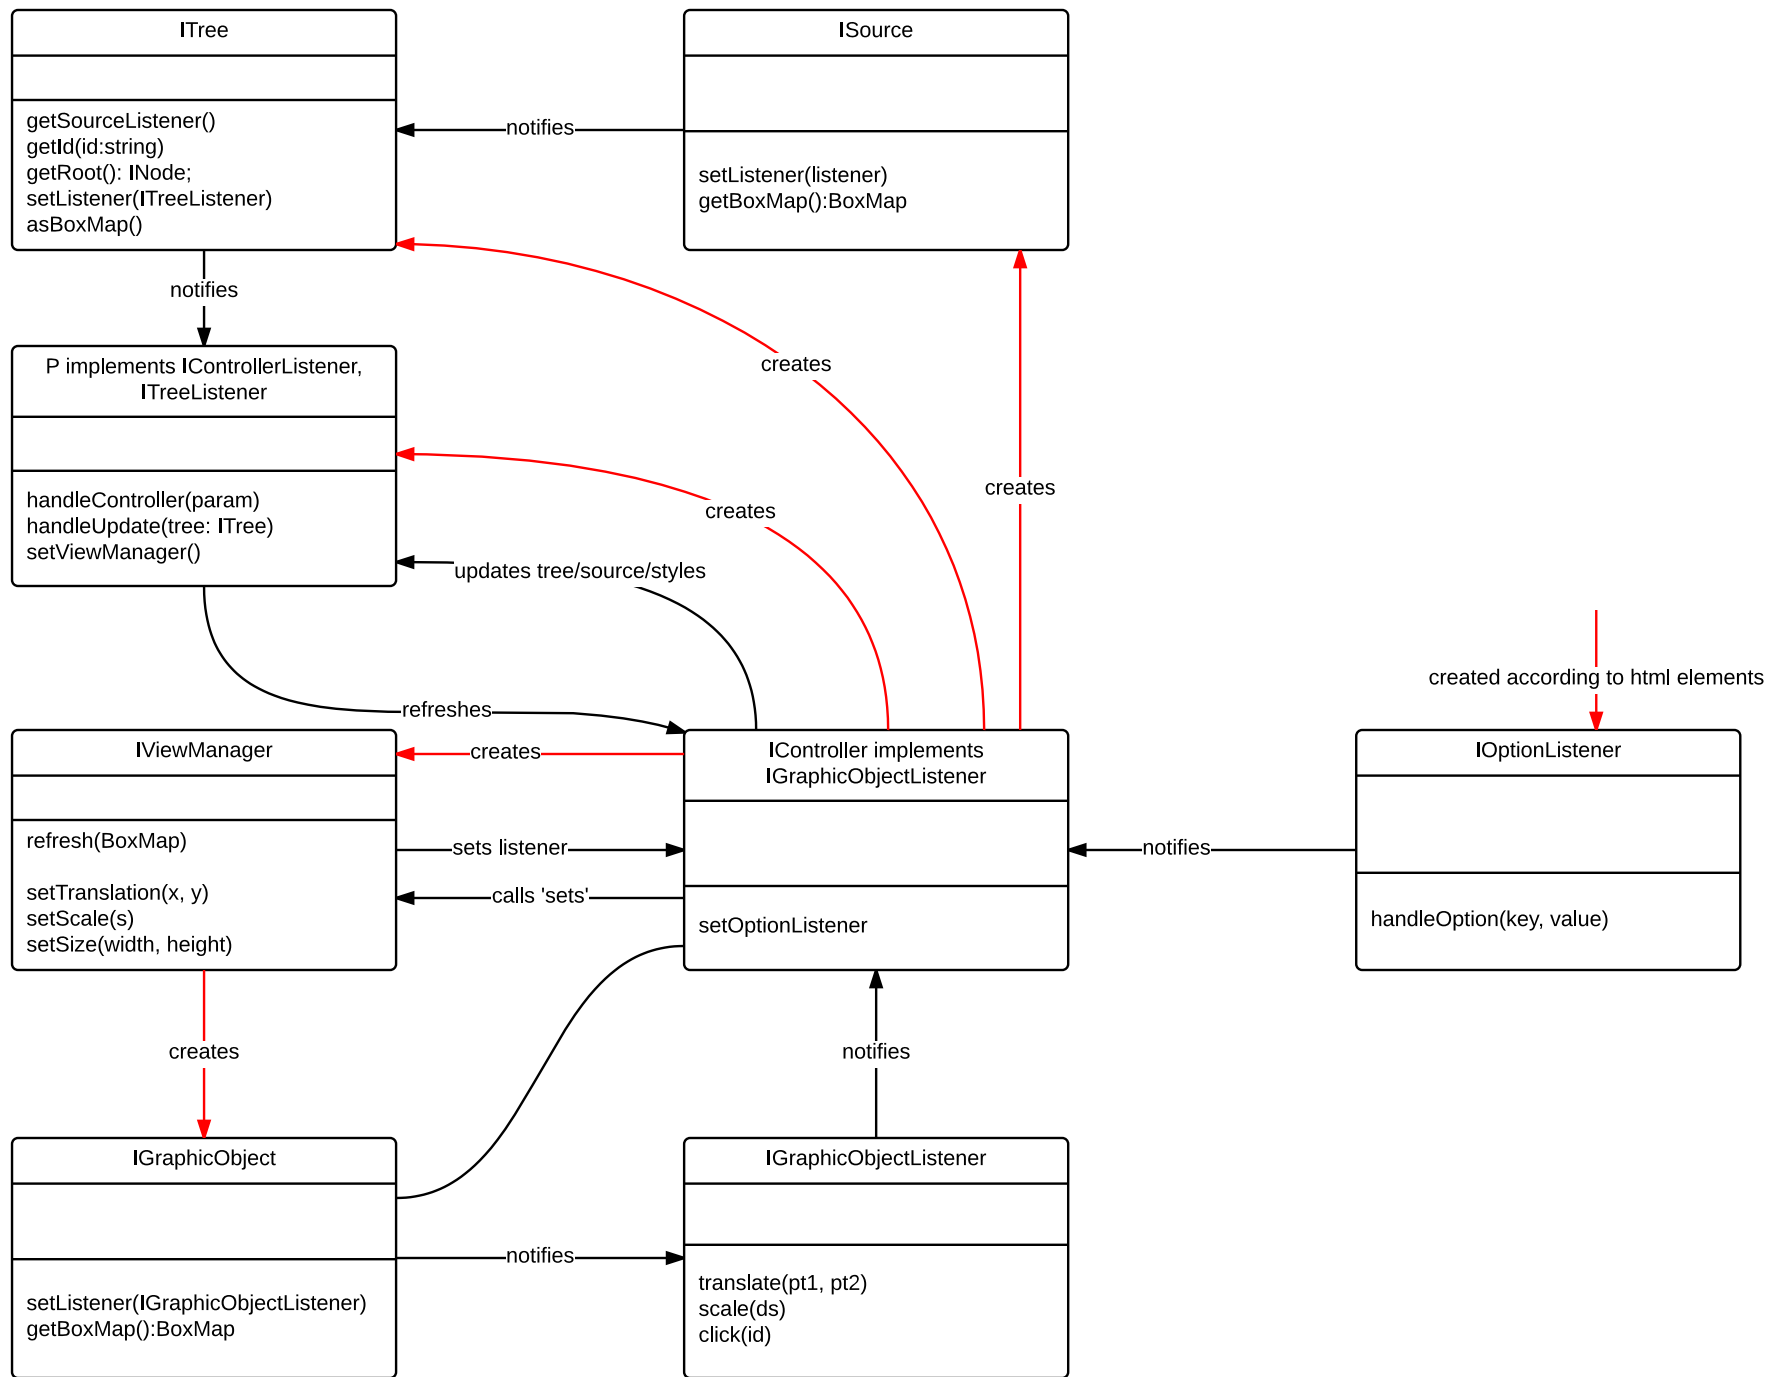 ITree
getSourceListener()
getId(id:string)
getRoot(): INode;
setListener(ITreeListener)
asBoxMap()
notifies
ISource
setListener(listener)
getBoxMap():BoxMap
notifies
P implements IControllerListener,
ITreeListener
handleController(param)
handleUpdate(tree: ITree)
setViewManager()
creates
creates
creates
updates tree/source/styles
refreshes
created according to html elements
IViewManager
refresh(BoxMap)
setTranslation(x, y)
setScale(s)
setSize(width, height)
creates
sets listener
calls 'sets'
IController implements
IGraphicObjectListener
setOptionListener
notifies
IOptionListener
handleOption(key, value)
creates
notifies
IGraphicObject
setListener(IGraphicObjectListener)
getBoxMap():BoxMap
notifies
IGraphicObjectListener
translate(pt1, pt2)
scale(ds)
click(id)